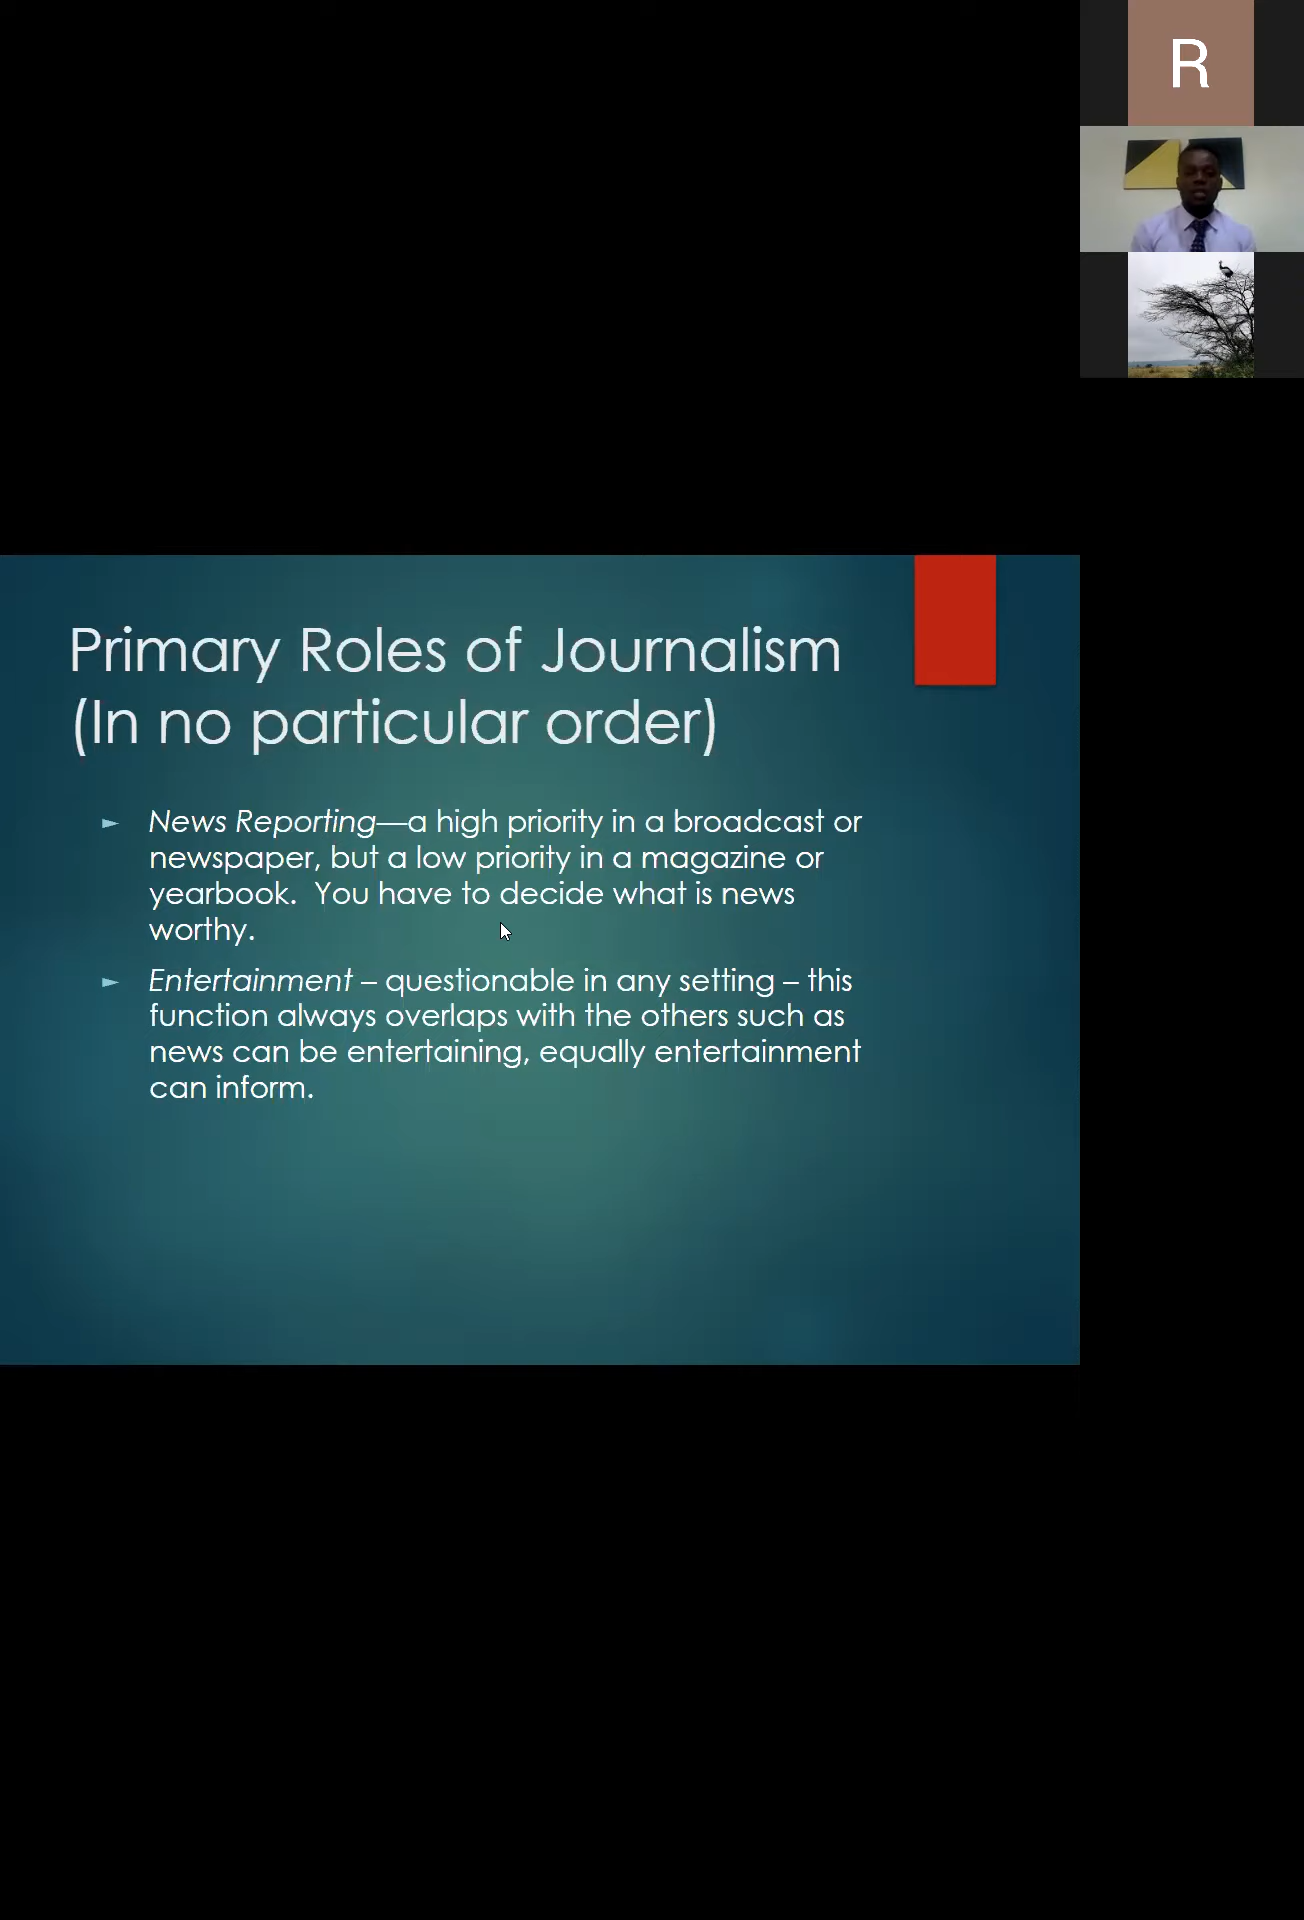 R
Primary Roles of Journalism
(In no particular order)
► News Reporting—a high priority in a broadcast or
newspaper, but a low priority in a magazine or
yearbook.  You have to decide what is news
worthy.
► Entertainment – questionable in any setting – this
function always overlaps with the others such as
news can be entertaining, equally entertainment
can inform.